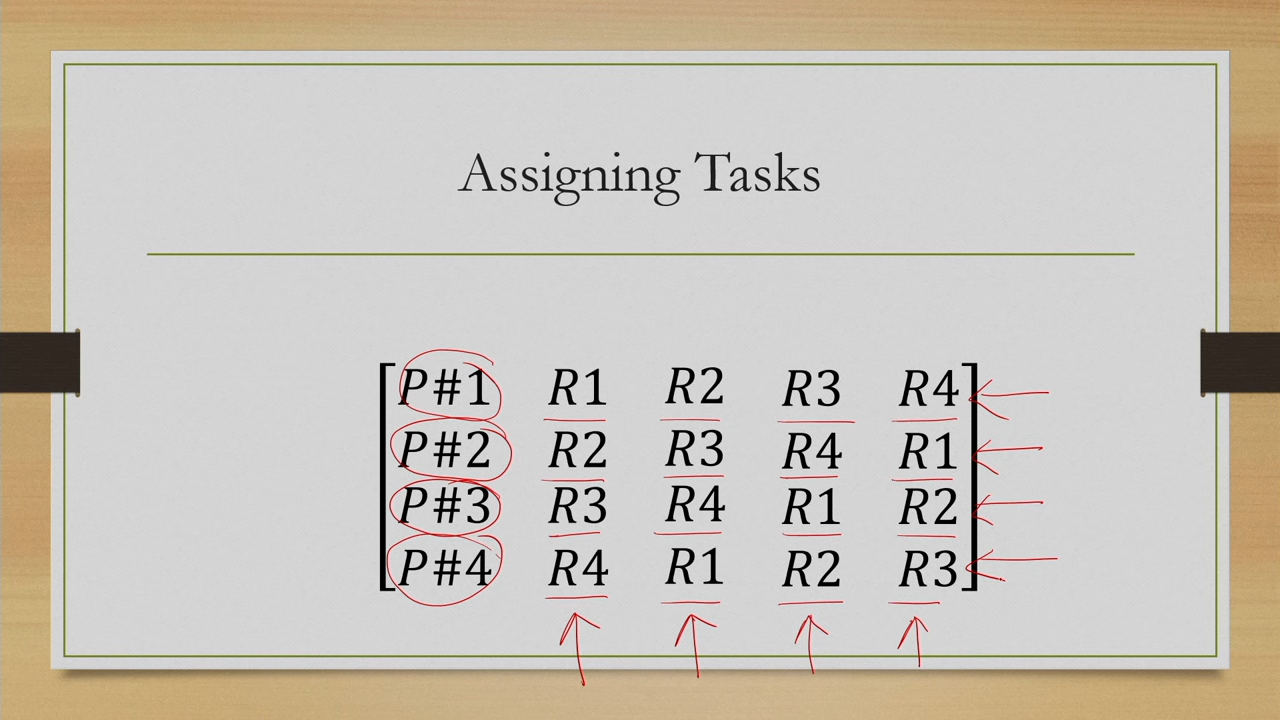 Assigning Tasks
P#1 R1 R2 R3 R4
P#2 R2 R3 R4 R1
P#3 R3 R4 R1 R2
P#4 R4 R1 R2 R3